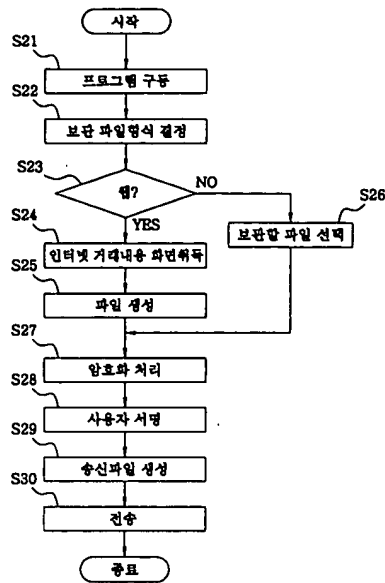 시작
S21
프로그램 구동
S22
보관 파일형식 결정
S23
웹?
NO
YES
S24
인터넷 거래내용 화면취득
S26
보관할 파일 선택
S25
파일 생성
S27
암호화 처리
S28
사용자 서명
S29
송신파일 생성
S30
전송
종료